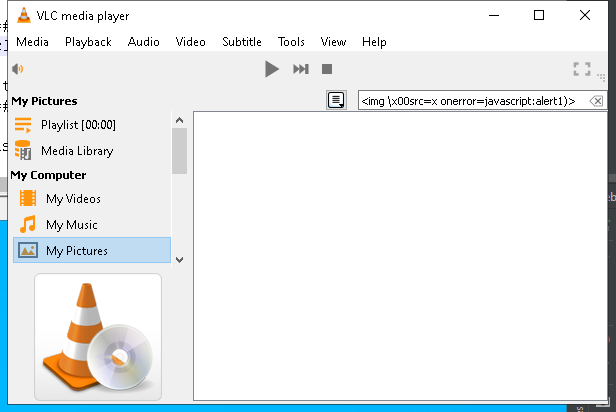 VLC media player
Media Playback Audio Video Subtitle Tools View Help
My Pictures
<img \x00src=x onerror=javascript:alert1)>
Playlist [00:00]
Media Library
My Computer
My Videos
My Music
My Pictures